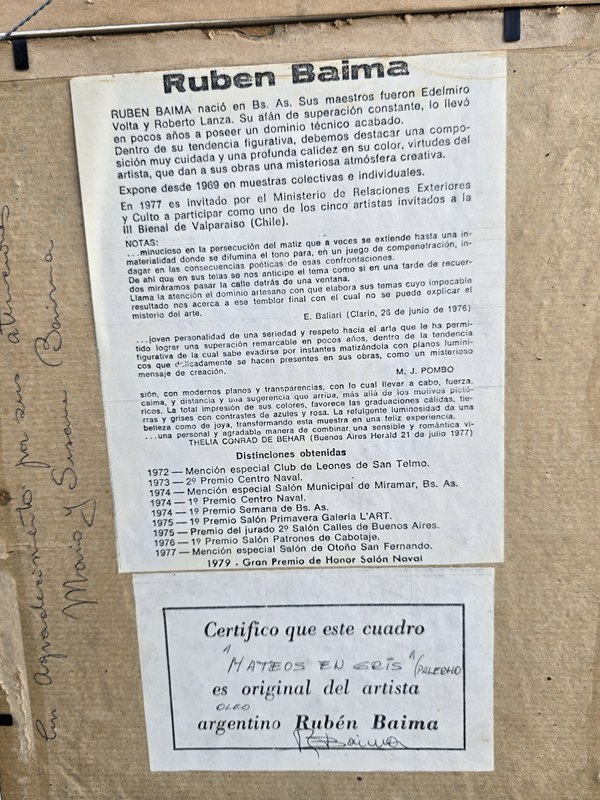 Ruben Baima
RUBEN BAIMA nació en Bs. As. Sus maestros fueron Edelmiro
Volta y Roberto Lanza. Su afán de superación constante, lo llevó
en pocos años a poseer un dominio técnico acabado.
Dentro de su tendencia figurativa, debemos destacar una compo-
sición muy cuidada y una profunda calidez en su color, virtudes del
artista, que dan a sus obras una misteriosa atmósfera creativa.
Expone desde 1969 en muestras colectivas e individuales.
En 1977 es invitado por el Ministerio de Relaciones Exteriores
y Culto a participar como uno de los cinco artistas invitados a la
III Bienal de Valparaíso (Chile).
NOTAS:
...minucioso en la persecución del matiz que a veces se extiende hasta una in-
materialidad donde se difumina el tono para, en un juego de compenetración, in-
dagar en las consecuencias poéticas de esas confrontaciones.
De ahí que en sus telas se nos anticipe el tema como si en una tarde de recuer-
dos miráramos pasar la calle detrás de una ventana.
Llama la atención el dominio artesano con que elabora sus temas cuyo impecable
resultado nos acerca a ese temblor final con el cual no se puede explicar el
misterio del arte.
E. Baliari (Clarín, 26 de junio de 1976)
...joven personalidad de una seriedad y respeto hacia el arte que le ha permi-
tido lograr una superación remarcable en pocos años, dentro de la tendencia
figurativa de la cual sabe evadirse por instantes matizándola con planos lumíni-
cos que delicadamente se hacen presentes en sus obras, como un misterioso
mensaje de creación.
M. J. POMBO
sión, con modernos planos y transparencias, con lo cual llevar a cabo, fuerza,
caima, y distancia y una sugerencia que arriba, más allá de los motivos pictó-
ricos. La total impresión de sus colores, favorece las graduaciones cálidas, tie-
rras y grises con contrastes de azules y rosa. La refulgente luminosidad de una
belleza como de joya, transformando esta muestra en una feliz experiencia.
...una personal y agradable manera de combinar una sensible y romántica vi-
THELIA CONRAD DE BEHAR (Buenos Aires Herald 21 de julio 1977)
Distinciones obtenidas
1972 — Mención especial Club de Leones de San Telmo.
1973 — 2º Premio Centro Naval.
1974 — Mención especial Salón Municipal de Miramar, Bs. As.
1974 — 1º Premio Centro Naval.
1974 — 1º Premio Semana de Bs. As.
1975 — 1º Premio Salón Primavera Galería L'ART.
1975 — Premio del jurado 2º Salón Calles de Buenos Aires.
1976 — 1º Premio Salón Patrones de Cabotaje.
1977 — Mención especial Salón de Otoño San Fernando.
1979 . Gran Premio de Honor Salón Naval
Certifico que este cuadro
"MATEOS EN GRIS" (PALERMO
es original del artista
OLEO
argentino Rubén Baima
RBaima
Con agradecimiento por sus atenciones
Mario y Susana Baima